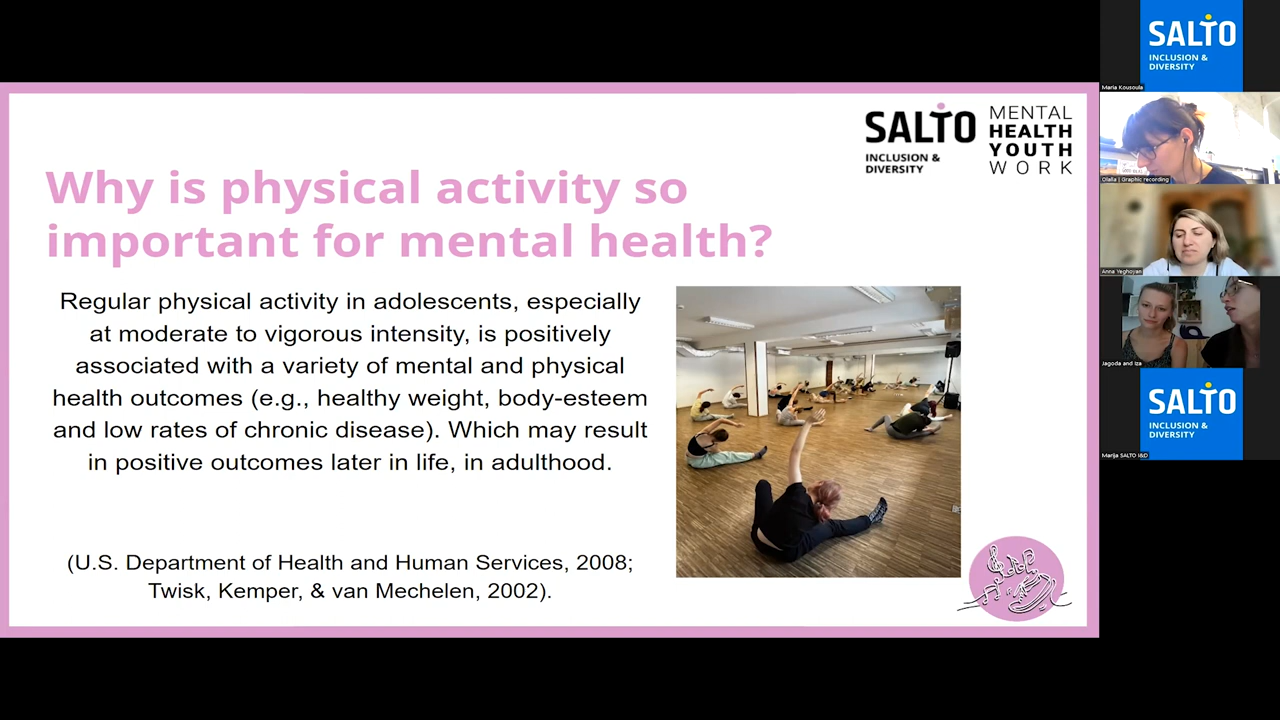 SALTO
INCLUSION &
DIVERSITY
MENTAL
HEALTH
YOUTH
WORK
Why is physical activity so
important for mental health?
Regular physical activity in adolescents, especially
at moderate to vigorous intensity, is positively
associated with a variety of mental and physical
health outcomes (e.g., healthy weight, body-esteem
and low rates of chronic disease). Which may result
in positive outcomes later in life, in adulthood.
(U.S. Department of Health and Human Services, 2008;
Twisk, Kemper, & van Mechelen, 2002).
SALTO
INCLUSION &
DIVERSITY
Maria Kousoula
Olalla | Graphic recording
Anna Yeghoyan
Jagoda and Iza
SALTO
INCLUSION &
DIVERSITY
Marija SALTO I&D